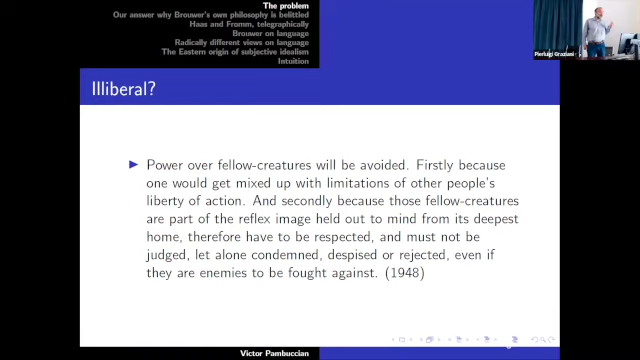 The problem
Our answer why Brouwer's own philosophy is belittled
Haas and Fromm, telegraphically
Brouwer on language
Radically different views on language
The Eastern origin of subjective idealism
Intuition
Pierluigi Graziani
Illiberal?
Power over fellow-creatures will be avoided. Firstly because
one would get mixed up with limitations of other people's
liberty of action. And secondly because those fellow-creatures
are part of the reflex image held out to mind from its deepest
home, therefore have to be respected, and must not be
judged, let alone condemned, despised or rejected, even if
they are enemies to be fought against. (1948)
Victor Pambuccian